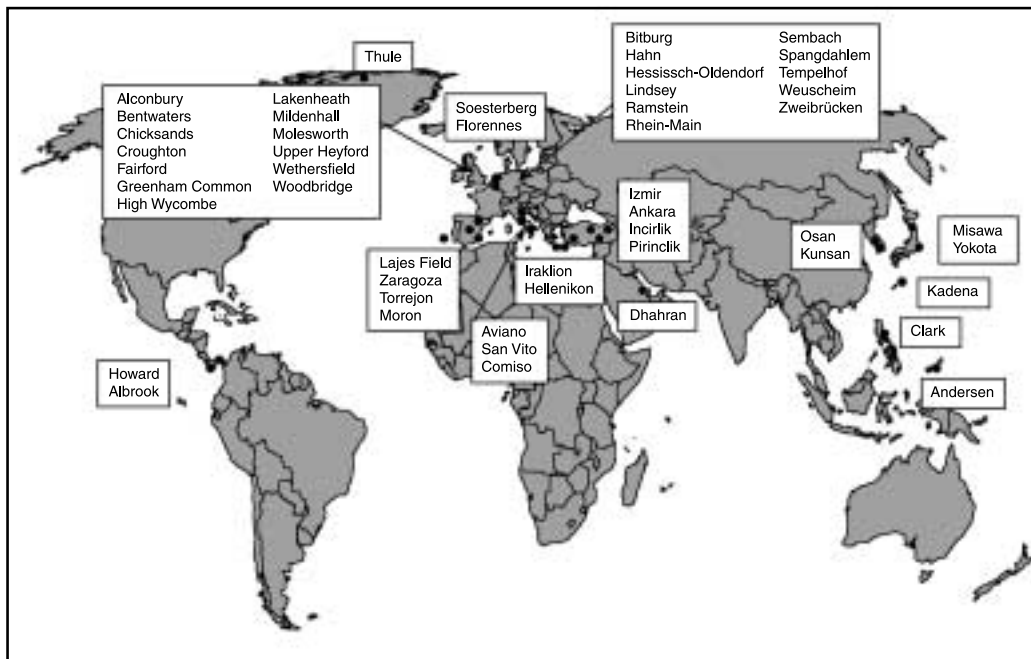 Thule
Alconbury
Bentwaters
Chicksands
Croughton
Fairford
Greenham Common
High Wycombe
Lakenheath
Mildenhall
Molesworth
Upper Heyford
Wethersfield
Woodbridge
Soesterberg
Florennes
Bitburg
Hahn
Hessissch-Oldendorf
Lindsey
Ramstein
Rhein-Main
Sembach
Spangdahlem
Tempelhof
Weuscheim
Zweibrücken
Izmir
Ankara
Incirlik
Pirinclik
Osan
Kunsan
Misawa
Yokota
Lajes Field
Zaragoza
Torrejon
Moron
Iraklion
Hellenikon
Dhahran
Kadena
Clark
Aviano
San Vito
Comiso
Howard
Albrook
Andersen